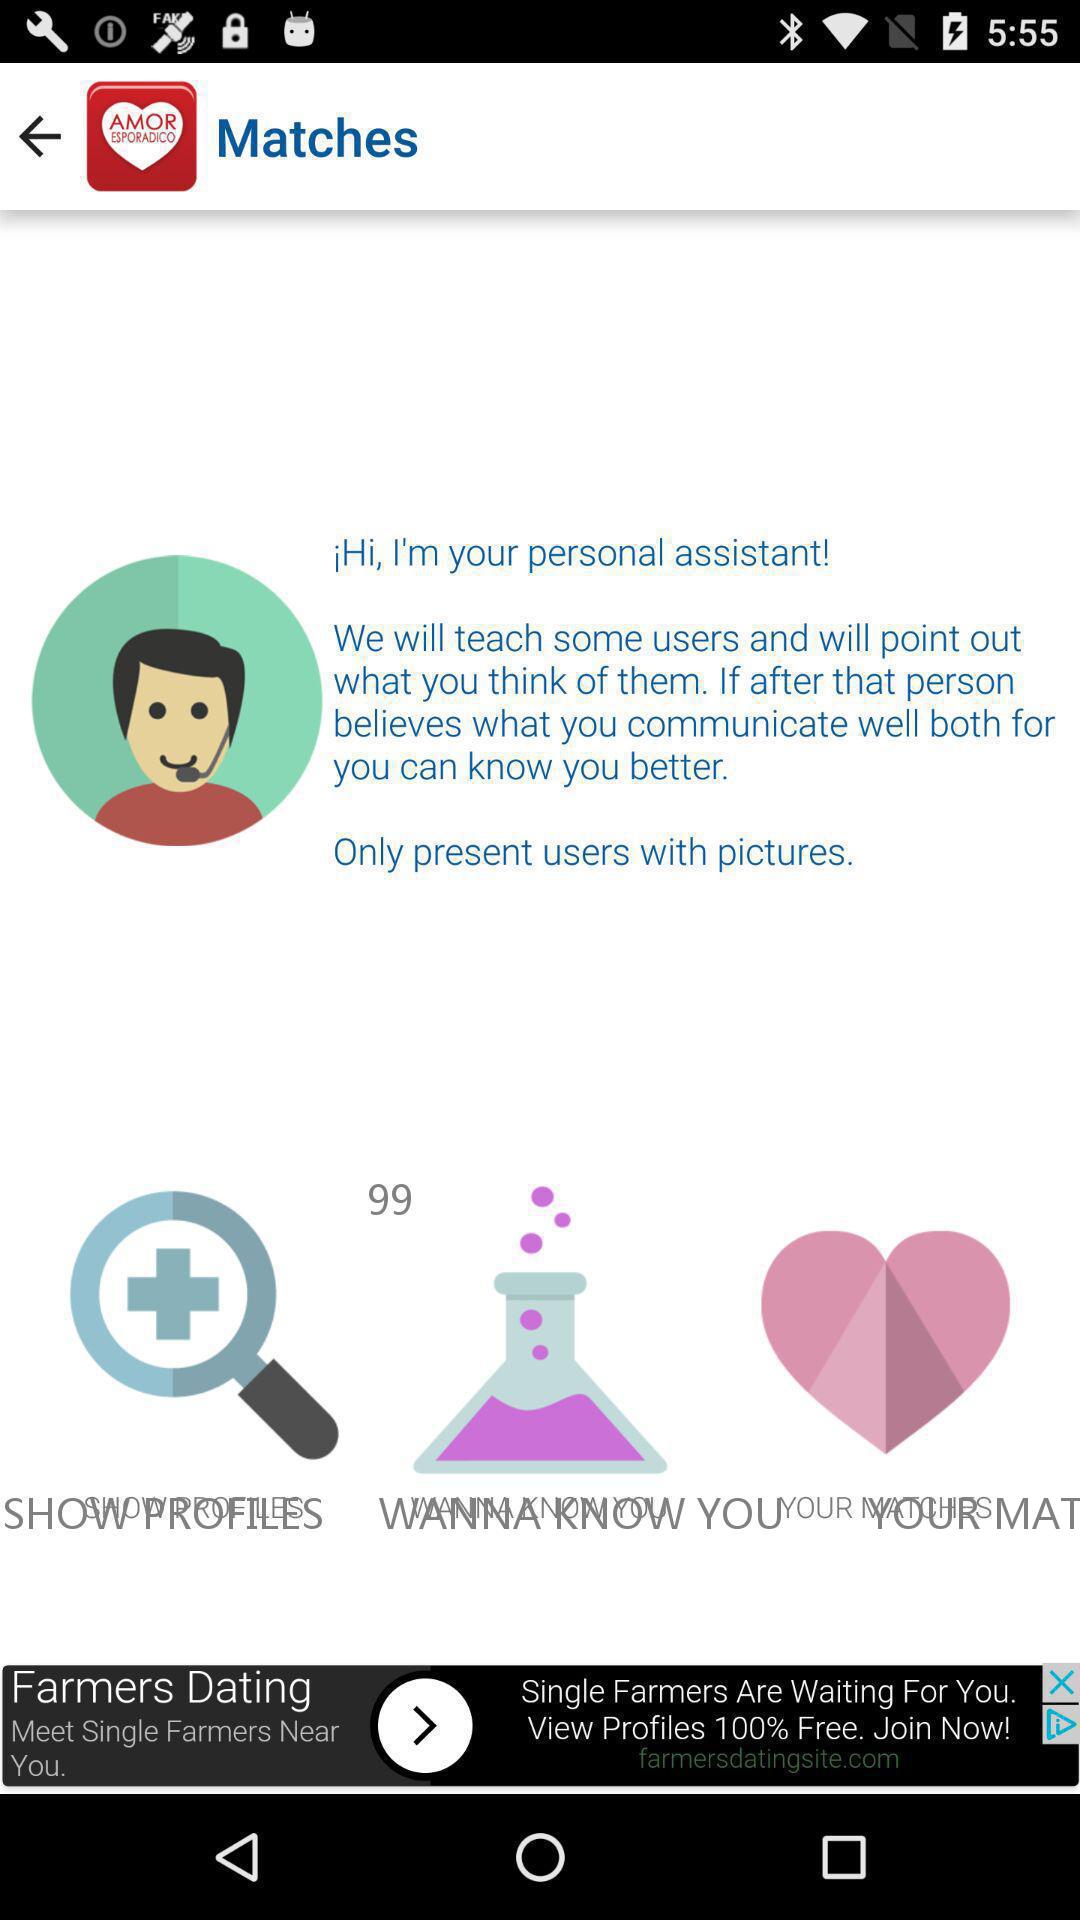 FAKE
5:55
AMOR
ESPORADICO
Matches
¡Hi, I'm your personal assistant!
We will teach some users and will point out
what you think of them. If after that person
believes what you communicate well both for
you can know you better.
Only present users with pictures.
99
SHOW PROFILES WANNA KNOW YOU YOUR MATCHES
SHOW PROFILES WANNA KNOW YOU YOUR MAT
Farmers Dating
Meet Single Farmers Near
You.
Single Farmers Are Waiting For You.
View Profiles 100% Free. Join Now!
farmersdatingsite.com